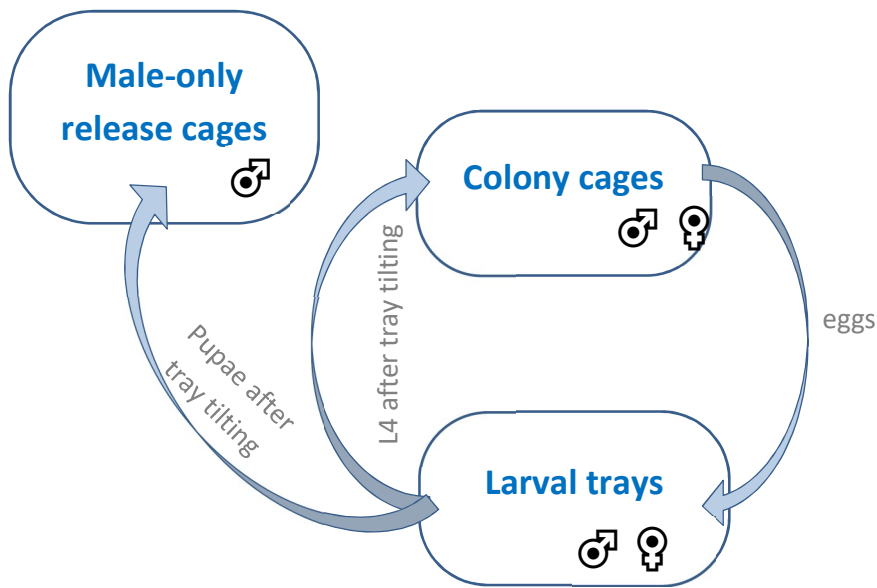 Male-only
release cages
Colony cages
L4 after tray tilting
eggs
Pupae after
tray tilting
Larval trays